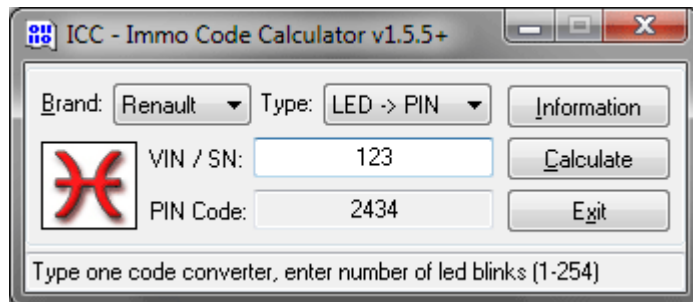 ICC - Immo Code Calculator v1.5.5+
Brand: Renault Type: LED -> PIN Information
VIN / SN: 123 Calculate
PIN Code: 2434 Exit
Type one code converter, enter number of led blinks (1-254)